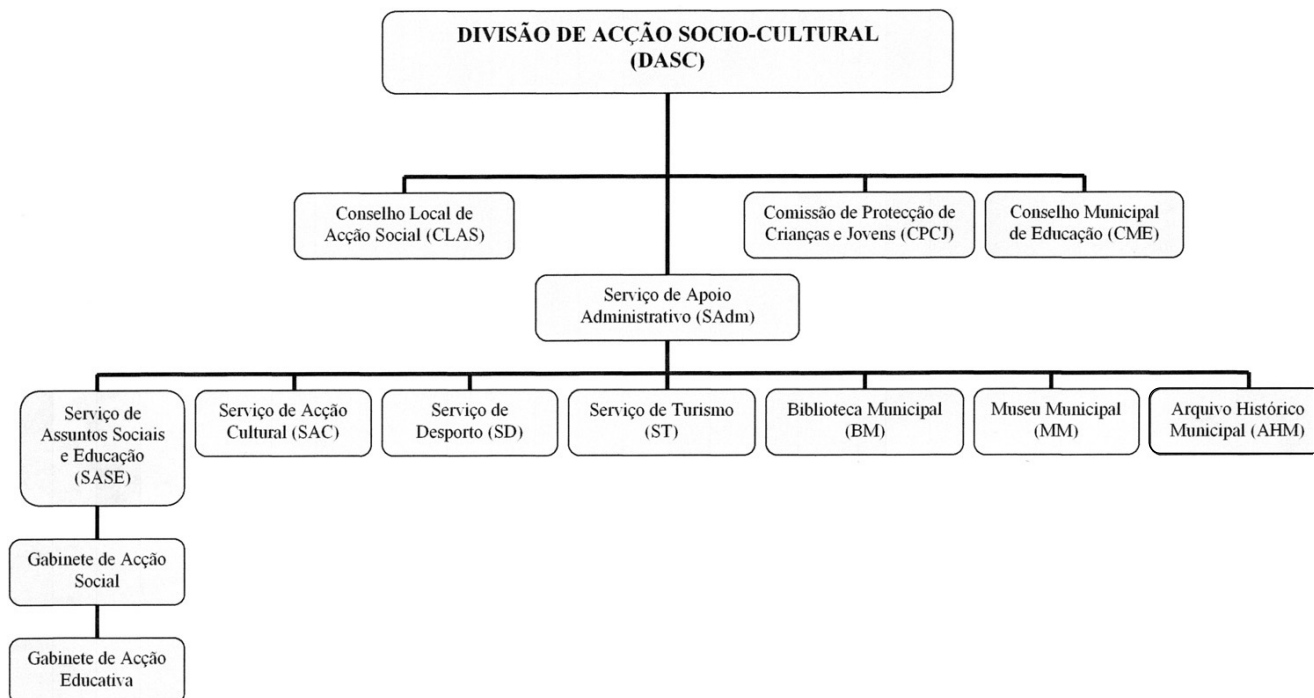 DIVISÃO DE ACÇÃO SOCIO-CULTURAL
(DASC)
Conselho Local de
Acção Social (CLAS)
Comissão de Protecção de
Crianças e Jovens (CPCJ)
Conselho Municipal
de Educação (CME)
Serviço de Apoio
Administrativo (SAdm)
Serviço de
Assuntos Sociais
e Educação
(SASE)
Serviço de Acção
Cultural (SAC)
Serviço de
Desporto (SD)
Serviço de Turismo
(ST)
Biblioteca Municipal
(BM)
Museu Municipal
(MM)
Arquivo Histórico
Municipal (AHM)
Gabinete de Acção
Social
Gabinete de Acção
Educativa